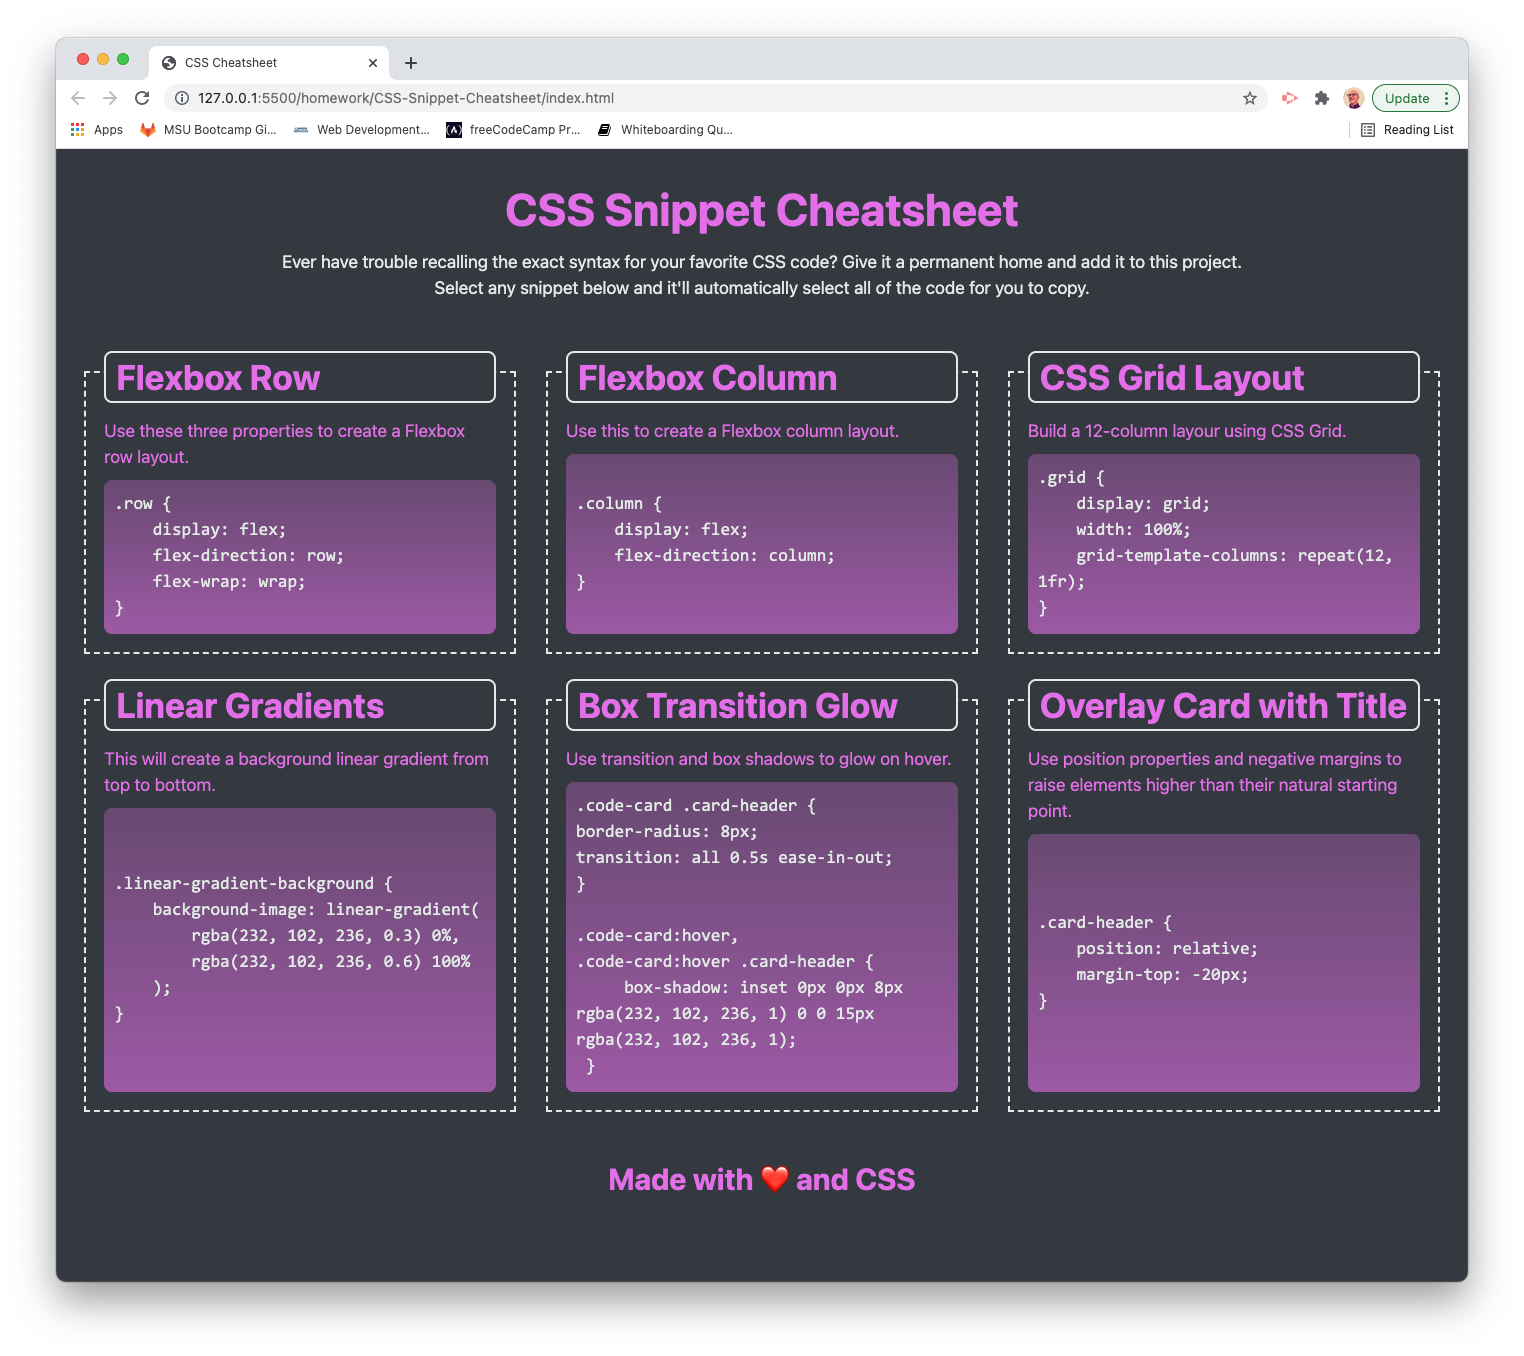 CSS Cheatsheet
127.0.0.1:5500/homework/CSS-Snippet-Cheatsheet/index.html
Update
Apps
MSU Bootcamp Gi...
Web Development...
freeCodeCamp Pr...
Whiteboarding Qu...
Reading List
CSS Snippet Cheatsheet
Ever have trouble recalling the exact syntax for your favorite CSS code? Give it a permanent home and add it to this project.
Select any snippet below and it'll automatically select all of the code for you to copy.
Flexbox Row
Use these three properties to create a Flexbox
row layout.
.row {
    display: flex;
    flex-direction: row;
    flex-wrap: wrap;
}
Flexbox Column
Use this to create a Flexbox column layout.
.column {
    display: flex;
    flex-direction: column;
}
CSS Grid Layout
Build a 12-column layour using CSS Grid.
.grid {
    display: grid;
    width: 100%;
    grid-template-columns: repeat(12,
1fr);
}
Linear Gradients
This will create a background linear gradient from
top to bottom.
.linear-gradient-background {
    background-image: linear-gradient(
        rgba(232, 102, 236, 0.3) 0%,
        rgba(232, 102, 236, 0.6) 100%
    );
}
Box Transition Glow
Use transition and box shadows to glow on hover.
.code-card .card-header {
border-radius: 8px;
transition: all 0.5s ease-in-out;
}
.code-card:hover,
.code-card:hover .card-header {
     box-shadow: inset 0px 0px 8px
rgba(232, 102, 236, 1) 0 0 15px
rgba(232, 102, 236, 1);
 }
Overlay Card with Title
Use position properties and negative margins to
raise elements higher than their natural starting
point.
.card-header {
    position: relative;
    margin-top: -20px;
}
Made with ❤️ and CSS